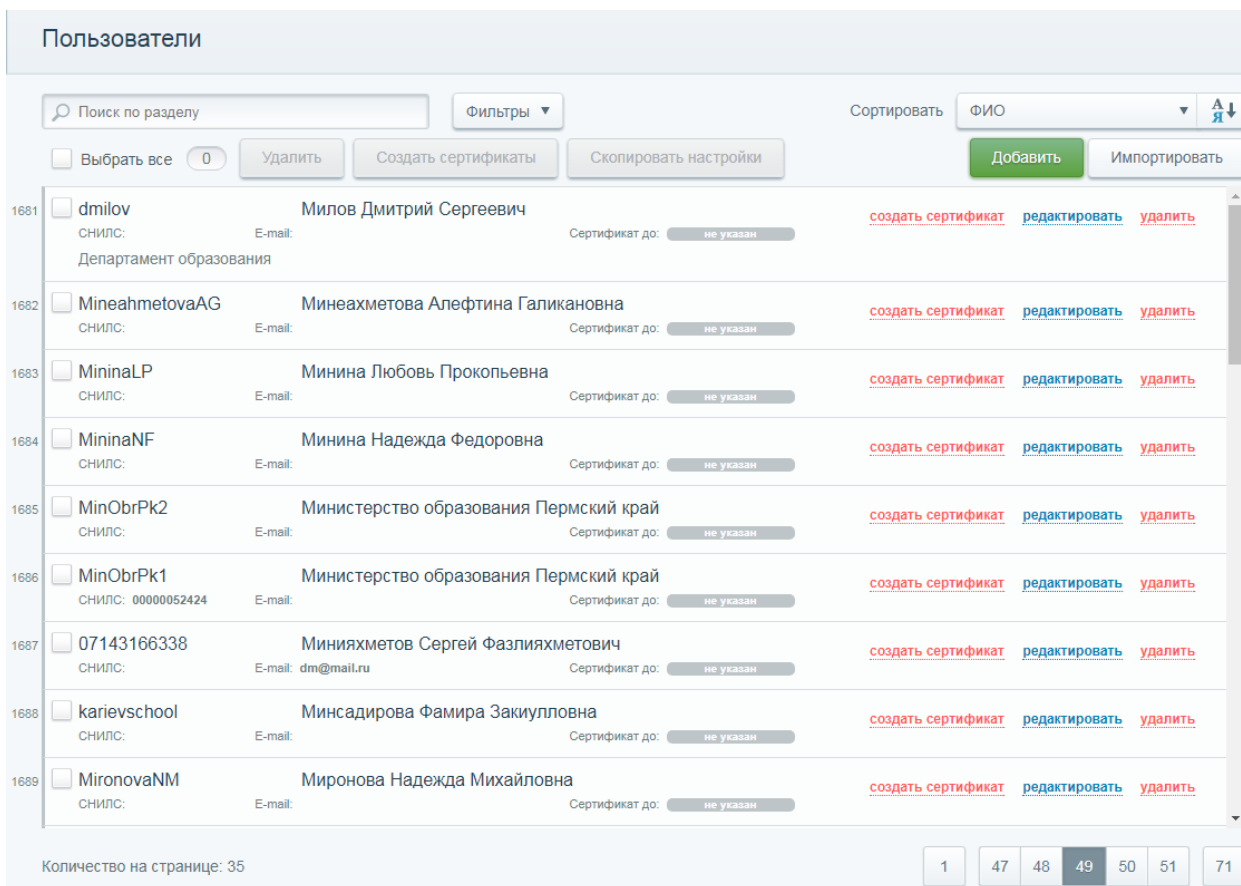 Пользователи
Поиск по разделу Фильтры ▼ Сортировать ФИО ▼ А Я
Выбрать все 0 Удалить Создать сертификаты Скопировать настройки Добавить Импортировать
1681 dmilov Милов Дмитрий Сергеевич создать сертификат редактировать удалить
СНИЛС: E-mail: Сертификат до: не указан
Департамент образования
1682 MineahmetovaAG Минеахметова Алефтина Галикановна создать сертификат редактировать удалить
СНИЛС: E-mail: Сертификат до: не указан
1683 MininaLP Минина Любовь Прокопьевна создать сертификат редактировать удалить
СНИЛС: E-mail: Сертификат до: не указан
1684 MininaNF Минина Надежда Федоровна создать сертификат редактировать удалить
СНИЛС: E-mail: Сертификат до: не указан
1685 MinObrPk2 Министерство образования Пермский край создать сертификат редактировать удалить
СНИЛС: E-mail: Сертификат до: не указан
1686 MinObrPk1 Министерство образования Пермский край создать сертификат редактировать удалить
СНИЛС: 00000052424 E-mail: Сертификат до: не указан
1687 07143166338 Минияхметов Сергей Фазлияхметович создать сертификат редактировать удалить
СНИЛС: E-mail: dm@mail.ru Сертификат до: не указан
1688 karievschool Минсадирова Фамира Закиулловна создать сертификат редактировать удалить
СНИЛС: E-mail: Сертификат до: не указан
1689 MironovaNM Миронова Надежда Михайловна создать сертификат редактировать удалить
СНИЛС: E-mail: Сертификат до: не указан
Количество на странице: 35 1 47 48 49 50 51 71